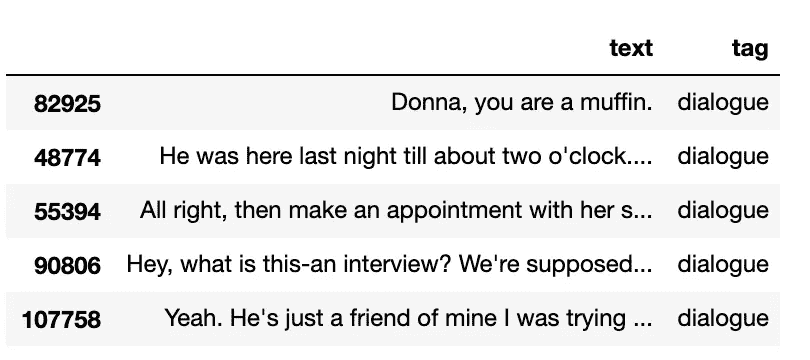 text tag
82925 Donna, you are a muffin. dialogue
48774 He was here last night till about two o'clock.... dialogue
55394 All right, then make an appointment with her s... dialogue
90806 Hey, what is this-an interview? We're supposed... dialogue
107758 Yeah. He's just a friend of mine I was trying ... dialogue